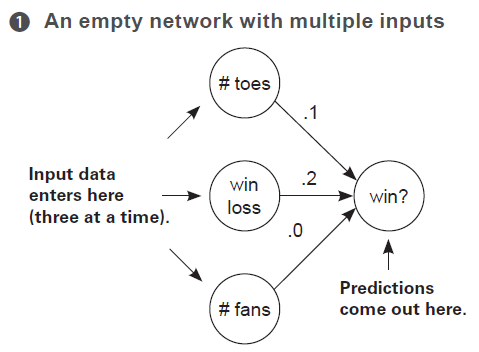 1 An empty network with multiple inputs
# toes
.1
Input data
enters here
(three at a time).
win
loss
.2
win?
.0
# fans
Predictions
come out here.